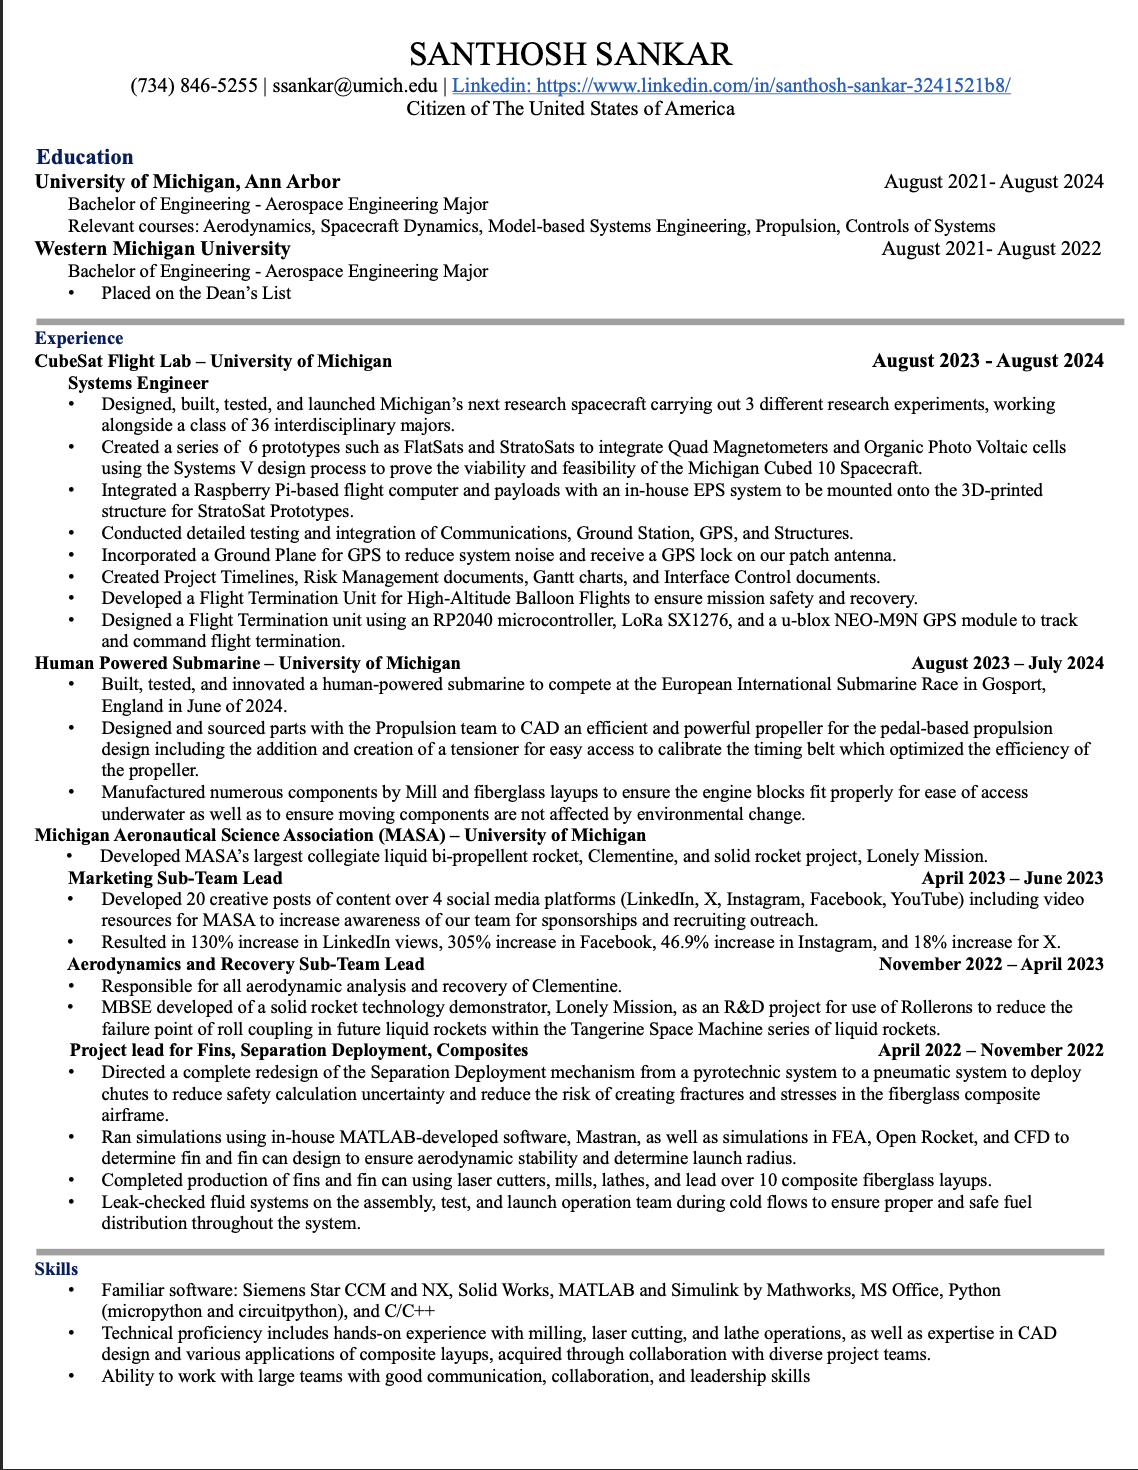 SANTHOSH SANKAR
(734) 846-5255 | ssankar@umich.edu | Linkedin: https://www.linkedin.com/in/santhosh-sankar-3241521b8/
Citizen of The United States of America
Education
University of Michigan, Ann Arbor August 2021- August 2024
Bachelor of Engineering - Aerospace Engineering Major
Relevant courses: Aerodynamics, Spacecraft Dynamics, Model-based Systems Engineering, Propulsion, Controls of Systems
Western Michigan University August 2021- August 2022
Bachelor of Engineering - Aerospace Engineering Major
• Placed on the Dean's List
Experience
CubeSat Flight Lab – University of Michigan August 2023 - August 2024
Systems Engineer
• Designed, built, tested, and launched Michigan's next research spacecraft carrying out 3 different research experiments, working
alongside a class of 36 interdisciplinary majors.
• Created a series of 6 prototypes such as FlatSats and StratoSats to integrate Quad Magnetometers and Organic Photo Voltaic cells
using the Systems V design process to prove the viability and feasibility of the Michigan Cubed 10 Spacecraft.
• Integrated a Raspberry Pi-based flight computer and payloads with an in-house EPS system to be mounted onto the 3D-printed
structure for StratoSat Prototypes.
• Conducted detailed testing and integration of Communications, Ground Station, GPS, and Structures.
• Incorporated a Ground Plane for GPS to reduce system noise and receive a GPS lock on our patch antenna.
• Created Project Timelines, Risk Management documents, Gantt charts, and Interface Control documents.
• Developed a Flight Termination Unit for High-Altitude Balloon Flights to ensure mission safety and recovery.
• Designed a Flight Termination unit using an RP2040 microcontroller, LoRa SX1276, and a u-blox NEO-M9N GPS module to track
and command flight termination.
Human Powered Submarine – University of Michigan August 2023 – July 2024
• Built, tested, and innovated a human-powered submarine to compete at the European International Submarine Race in Gosport,
England in June of 2024.
• Designed and sourced parts with the Propulsion team to CAD an efficient and powerful propeller for the pedal-based propulsion
design including the addition and creation of a tensioner for easy access to calibrate the timing belt which optimized the efficiency of
the propeller.
• Manufactured numerous components by Mill and fiberglass layups to ensure the engine blocks fit properly for ease of access
underwater as well as to ensure moving components are not affected by environmental change.
Michigan Aeronautical Science Association (MASA) – University of Michigan
• Developed MASA's largest collegiate liquid bi-propellent rocket, Clementine, and solid rocket project, Lonely Mission.
Marketing Sub-Team Lead April 2023 – June 2023
• Developed 20 creative posts of content over 4 social media platforms (LinkedIn, X, Instagram, Facebook, YouTube) including video
resources for MASA to increase awareness of our team for sponsorships and recruiting outreach.
• Resulted in 130% increase in LinkedIn views, 305% increase in Facebook, 46.9% increase in Instagram, and 18% increase for X.
Aerodynamics and Recovery Sub-Team Lead November 2022 – April 2023
• Responsible for all aerodynamic analysis and recovery of Clementine.
• MBSE developed of a solid rocket technology demonstrator, Lonely Mission, as an R&D project for use of Rollerons to reduce the
failure point of roll coupling in future liquid rockets within the Tangerine Space Machine series of liquid rockets.
Project lead for Fins, Separation Deployment, Composites April 2022 – November 2022
• Directed a complete redesign of the Separation Deployment mechanism from a pyrotechnic system to a pneumatic system to deploy
chutes to reduce safety calculation uncertainty and reduce the risk of creating fractures and stresses in the fiberglass composite
airframe.
• Ran simulations using in-house MATLAB-developed software, Mastran, as well as simulations in FEA, Open Rocket, and CFD to
determine fin and fin can design to ensure aerodynamic stability and determine launch radius.
• Completed production of fins and fin can using laser cutters, mills, lathes, and lead over 10 composite fiberglass layups.
• Leak-checked fluid systems on the assembly, test, and launch operation team during cold flows to ensure proper and safe fuel
distribution throughout the system.
Skills
• Familiar software: Siemens Star CCM and NX, Solid Works, MATLAB and Simulink by Mathworks, MS Office, Python
(micropython and circuitpython), and C/C++
• Technical proficiency includes hands-on experience with milling, laser cutting, and lathe operations, as well as expertise in CAD
design and various applications of composite layups, acquired through collaboration with diverse project teams.
• Ability to work with large teams with good communication, collaboration, and leadership skills